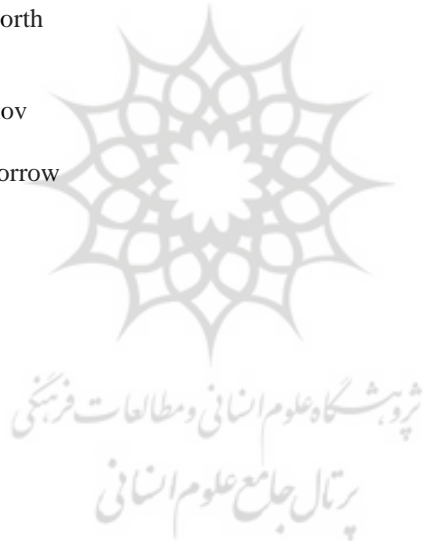 orth
ov
orrow
پژوهشگاه علوم انسانی و مطالعات فرهنگی
پرتال جامع علوم انسانی